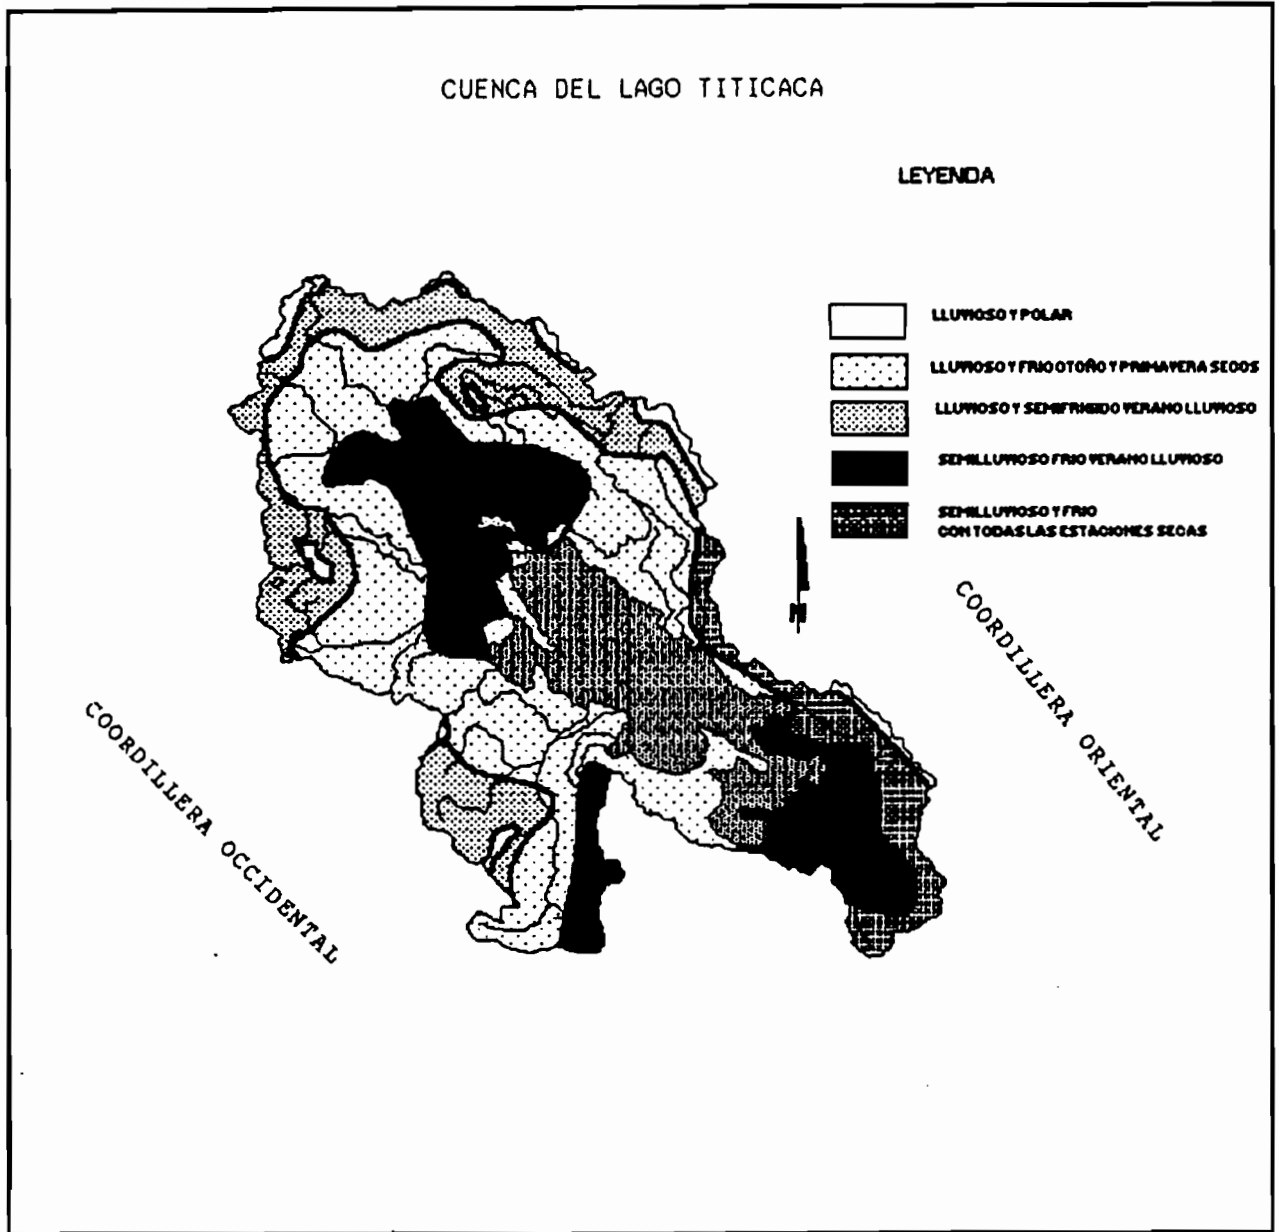 CUENCA DEL LAGO TITICACA
LEYENDA
LLUVIOSO Y POLAR
LLUVIOSO Y FRIO OTOÑO Y PRIMAVERA SECOS
LLUVIOSO Y SEMIFRIGIDO VERANO LLUVIOSO
SEMILLUVIOSO FRIO VERANO LLUVIOSO
SEMILLUVIOSO Y FRIO
CON TODAS LAS ESTACIONES SECAS
N
COORDILLERA ORIENTAL
COORDILLERA OCCIDENTAL